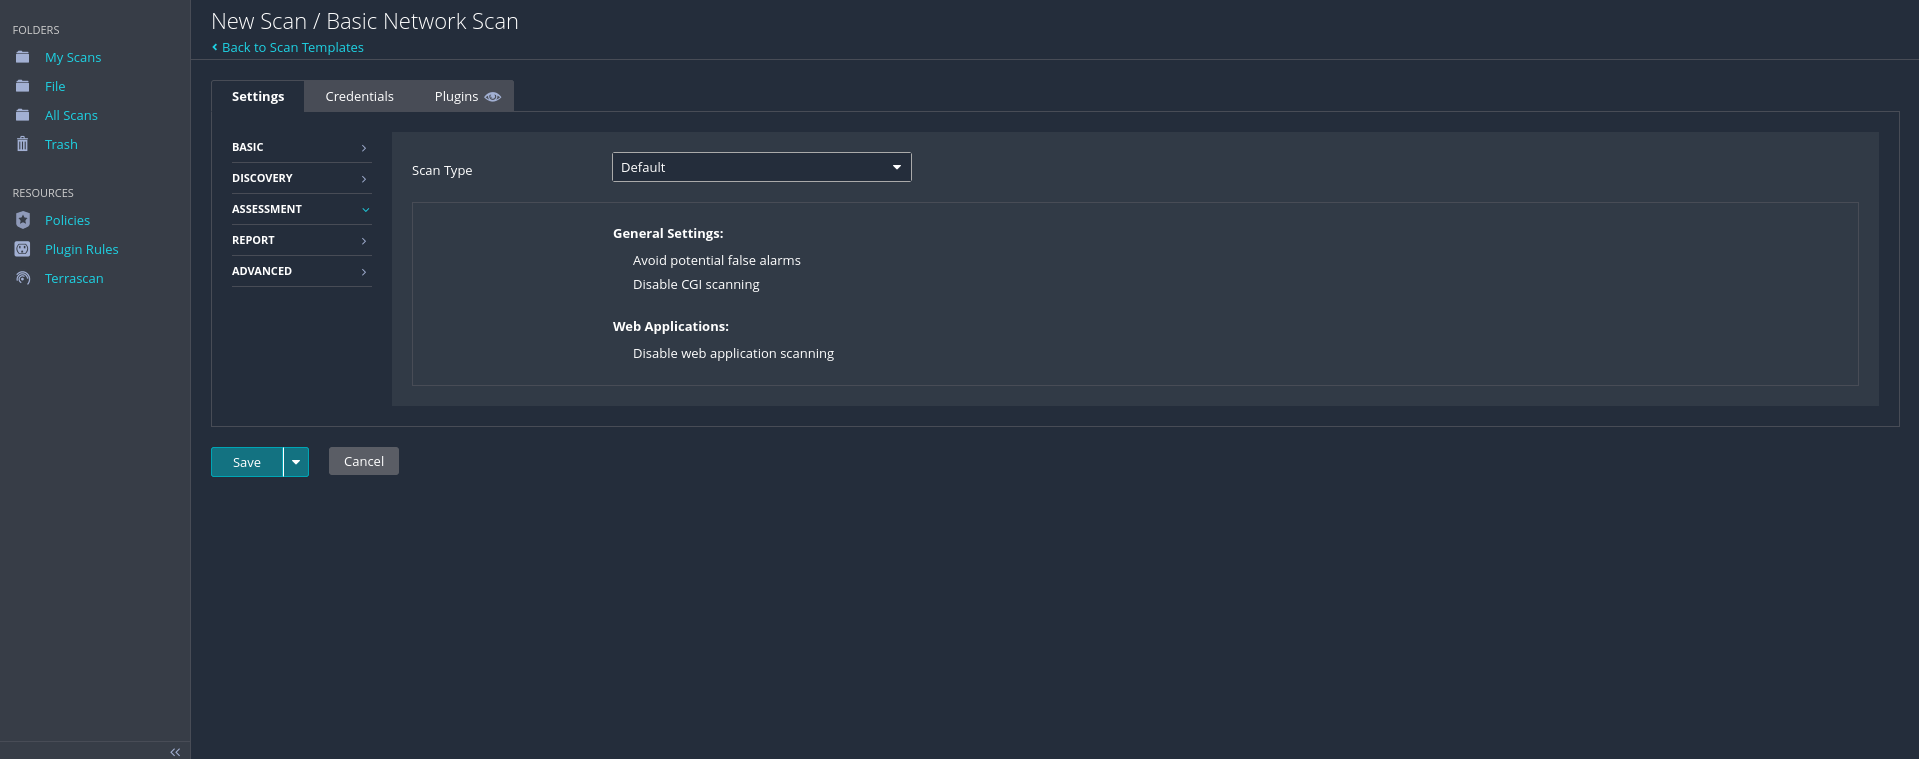 New Scan / Basic Network Scan
Back to Scan Templates
FOLDERS
My Scans
File
All Scans
Trash
RESOURCES
Policies
Plugin Rules
Terrascan
Settings Credentials Plugins
BASIC
DISCOVERY
ASSESSMENT
REPORT
ADVANCED
Scan Type Default
General Settings:
Avoid potential false alarms
Disable CGI scanning
Web Applications:
Disable web application scanning
Save Cancel